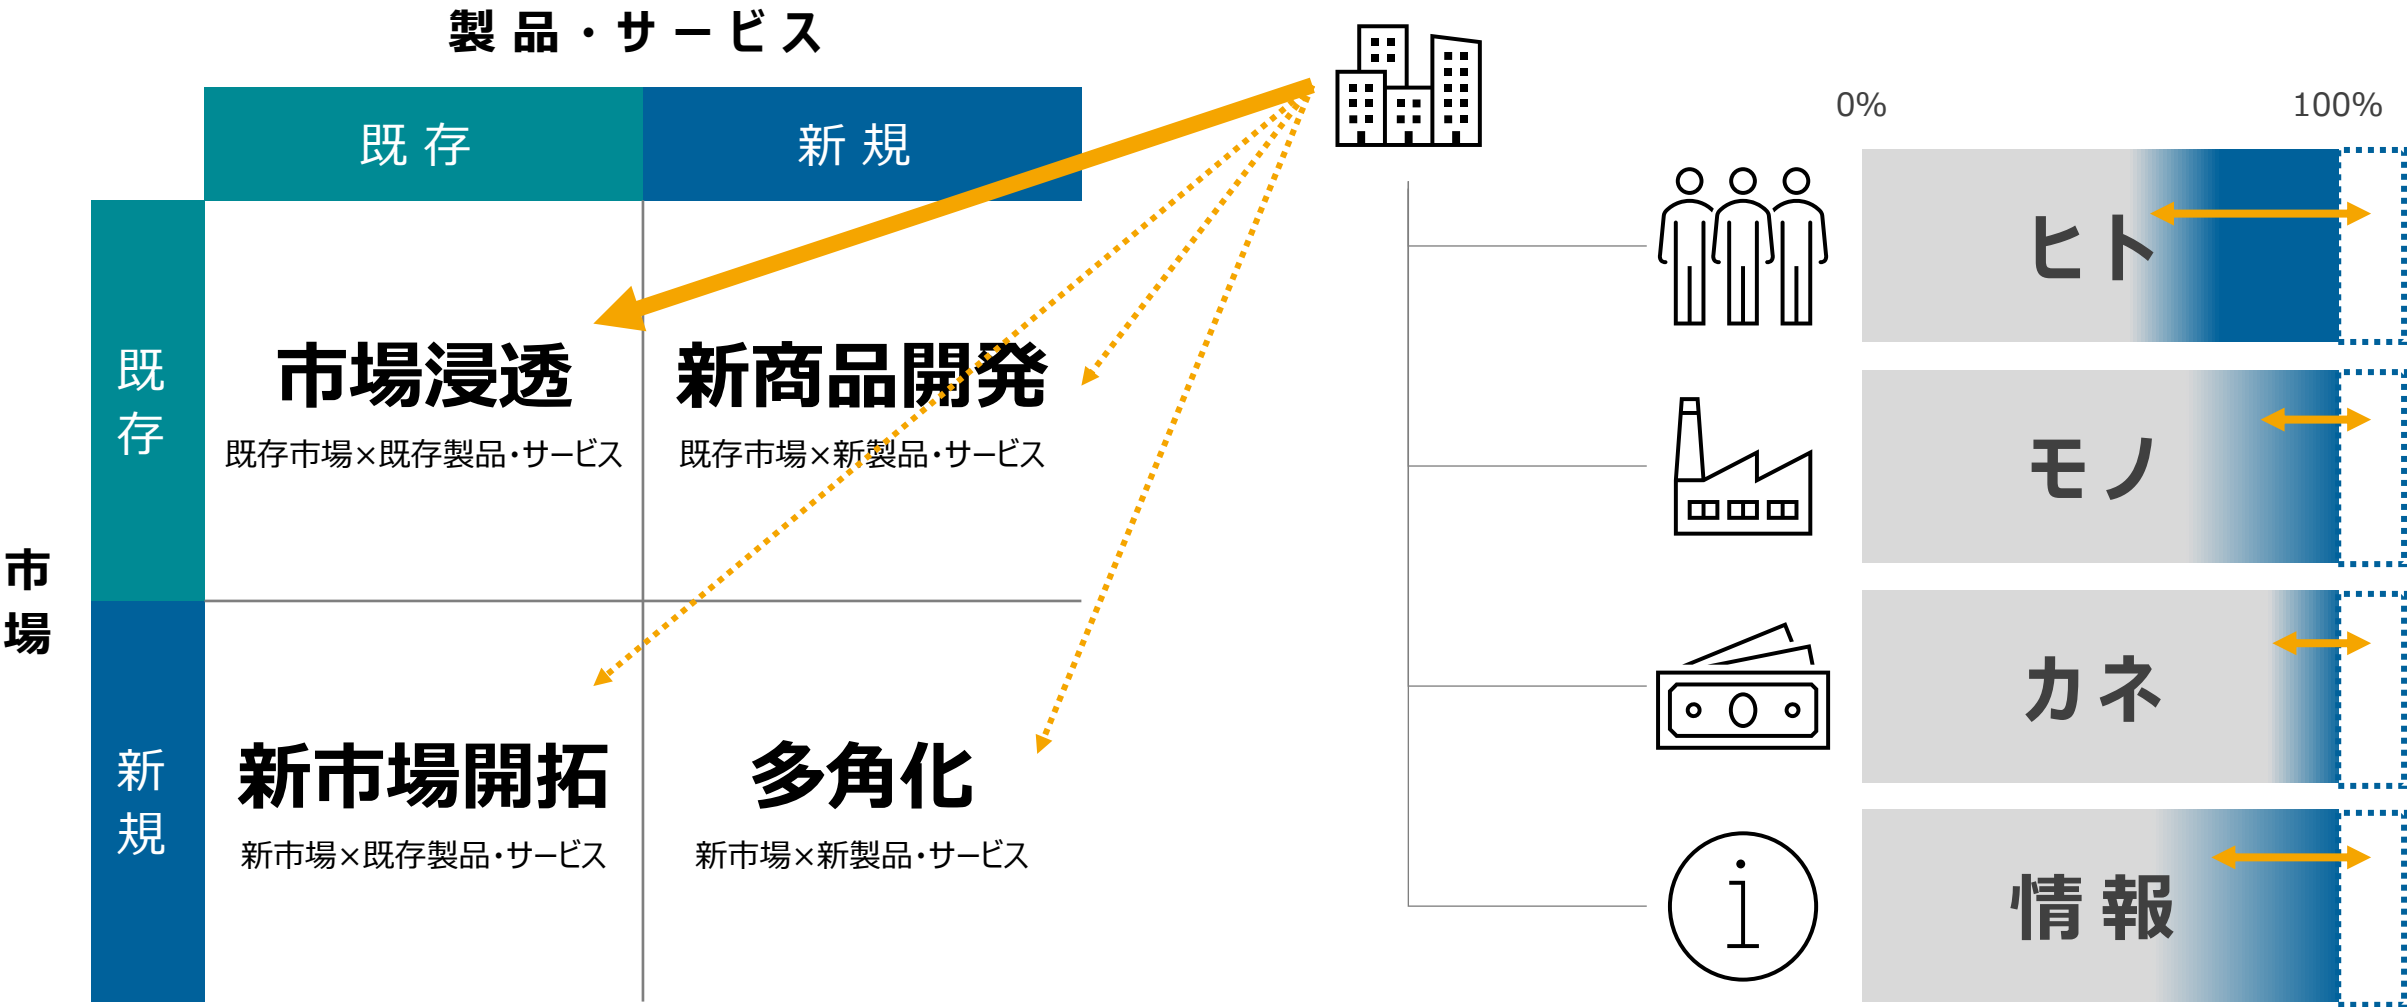 製品・サービス
既存
新規
市場
既存
市場浸透
既存市場×既存製品・サービス
新商品開発
既存市場×新製品・サービス
新規
新市場開拓
新市場×既存製品・サービス
多角化
新市場×新製品・サービス
0%
100%
ヒト
モノ
カネ
情報